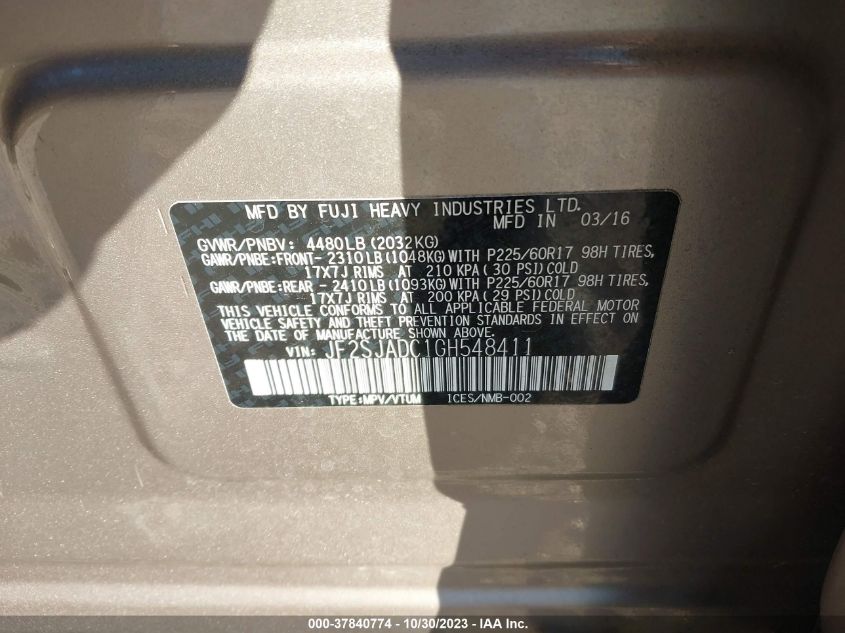 MFD BY FUJI HEAVY INDUSTRIES LTD.
MFD IN 03/16
GVWR/PNBV: 4480LB(2032KG)
GAWR/PNBE:FRONT- 2310LB(1048KG)WITH P225/60R17 98H TIRES,
17X7J RIMS AT 210 KPA(30 PSI)COLD
GAWR/PNBE:REAR - 2410LB(1093KG)WITH P225/60R17 98H TIRES,
17X7J RIMS AT 200 KPA(29 PSI)COLD
THIS VEHICLE CONFORMS TO ALL APPLICABLE FEDERAL MOTOR
VEHICLE SAFETY AND THEFT PREVENTION STANDARDS IN EFFECT ON
THE DATE OF MANUFACTURE SHOWN ABOVE.
VIN: JF2SJADC1GH548411
TYPE:MPV/VTUM ICES/NMB-002
000-37840774 - 10/30/2023 - IAA Inc.